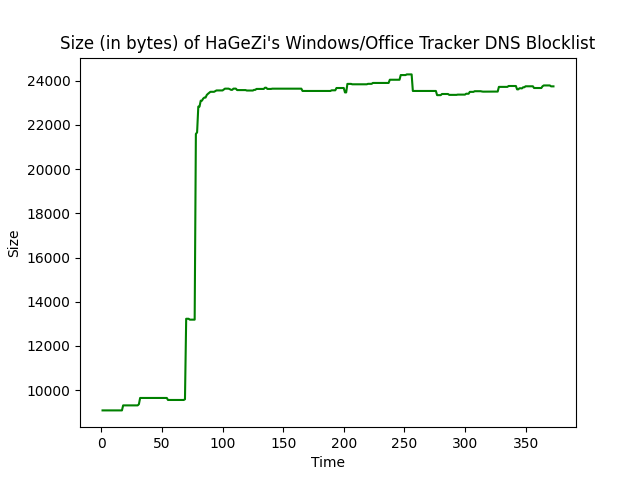 Size (in bytes) of HaGeZi's Windows/Office Tracker DNS Blocklist
24000
22000
20000
18000
16000
14000
12000
10000
Size
0 50 100 150 200 250 300 350
Time